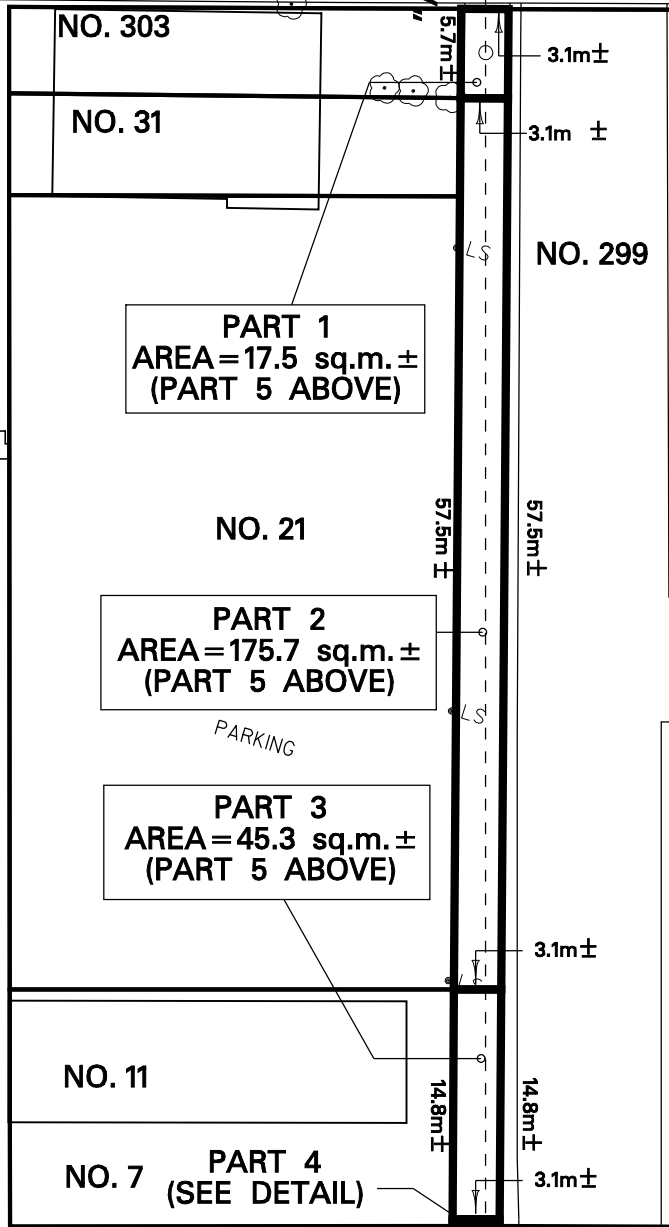 NO. 303
5.7m±
3.1m±
NO. 31
3.1m ±
LS
NO. 299
PART 1
AREA=17.5 sq.m.±
(PART 5 ABOVE)
57.5m±
57.5m±
NO. 21
PART 2
AREA=175.7 sq.m.±
(PART 5 ABOVE)
LS
PARKING
PART 3
AREA=45.3 sq.m.±
(PART 5 ABOVE)
3.1m±
NO. 11
14.8m±
14.8m±
NO. 7
PART 4
(SEE DETAIL)
3.1m±